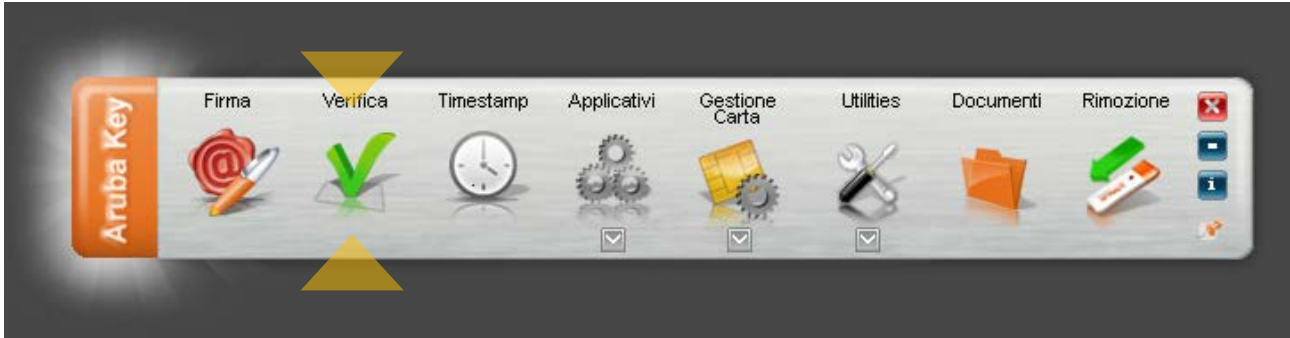 Aruba Key
Firma
Verifica
Timestamp
Applicativi
Gestione
Carta
Utilities
Documenti
Rimozione